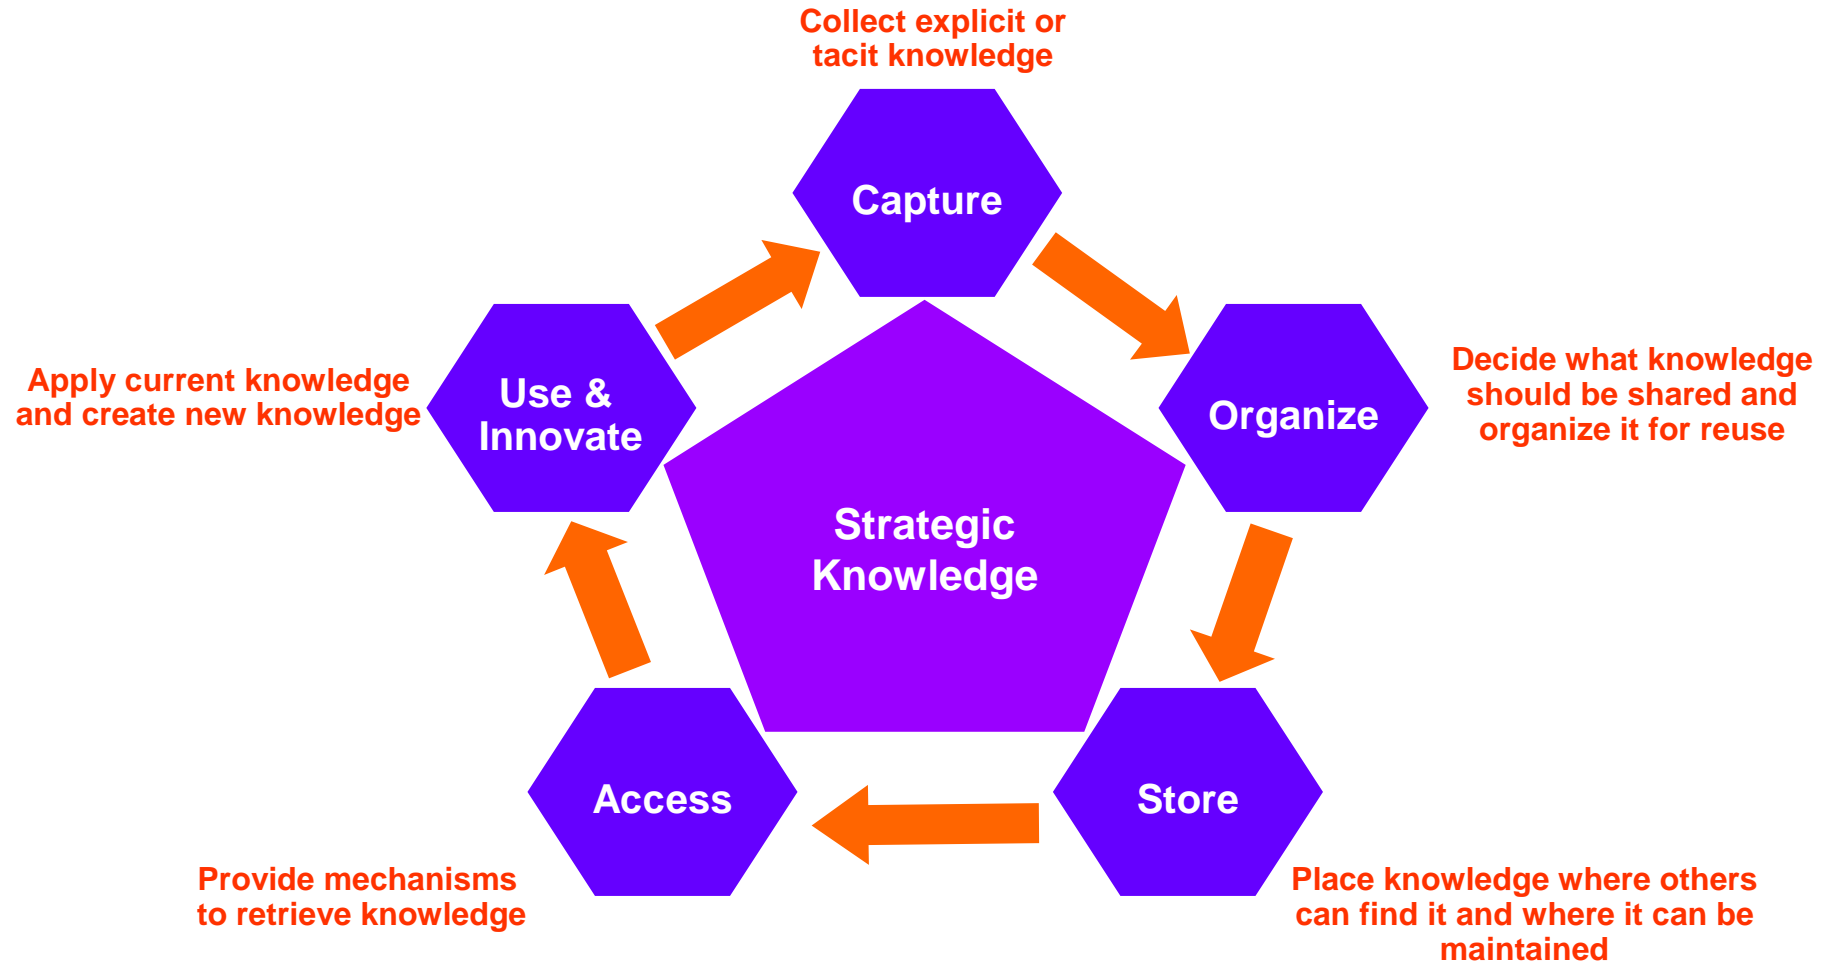 Collect explicit or
tacit knowledge
Capture
Organize
Decide what knowledge
should be shared and
organize it for reuse
Store
Place knowledge where others
can find it and where it can be
maintained
Access
Provide mechanisms
to retrieve knowledge
Use &
Innovate
Apply current knowledge
and create new knowledge
Strategic
Knowledge